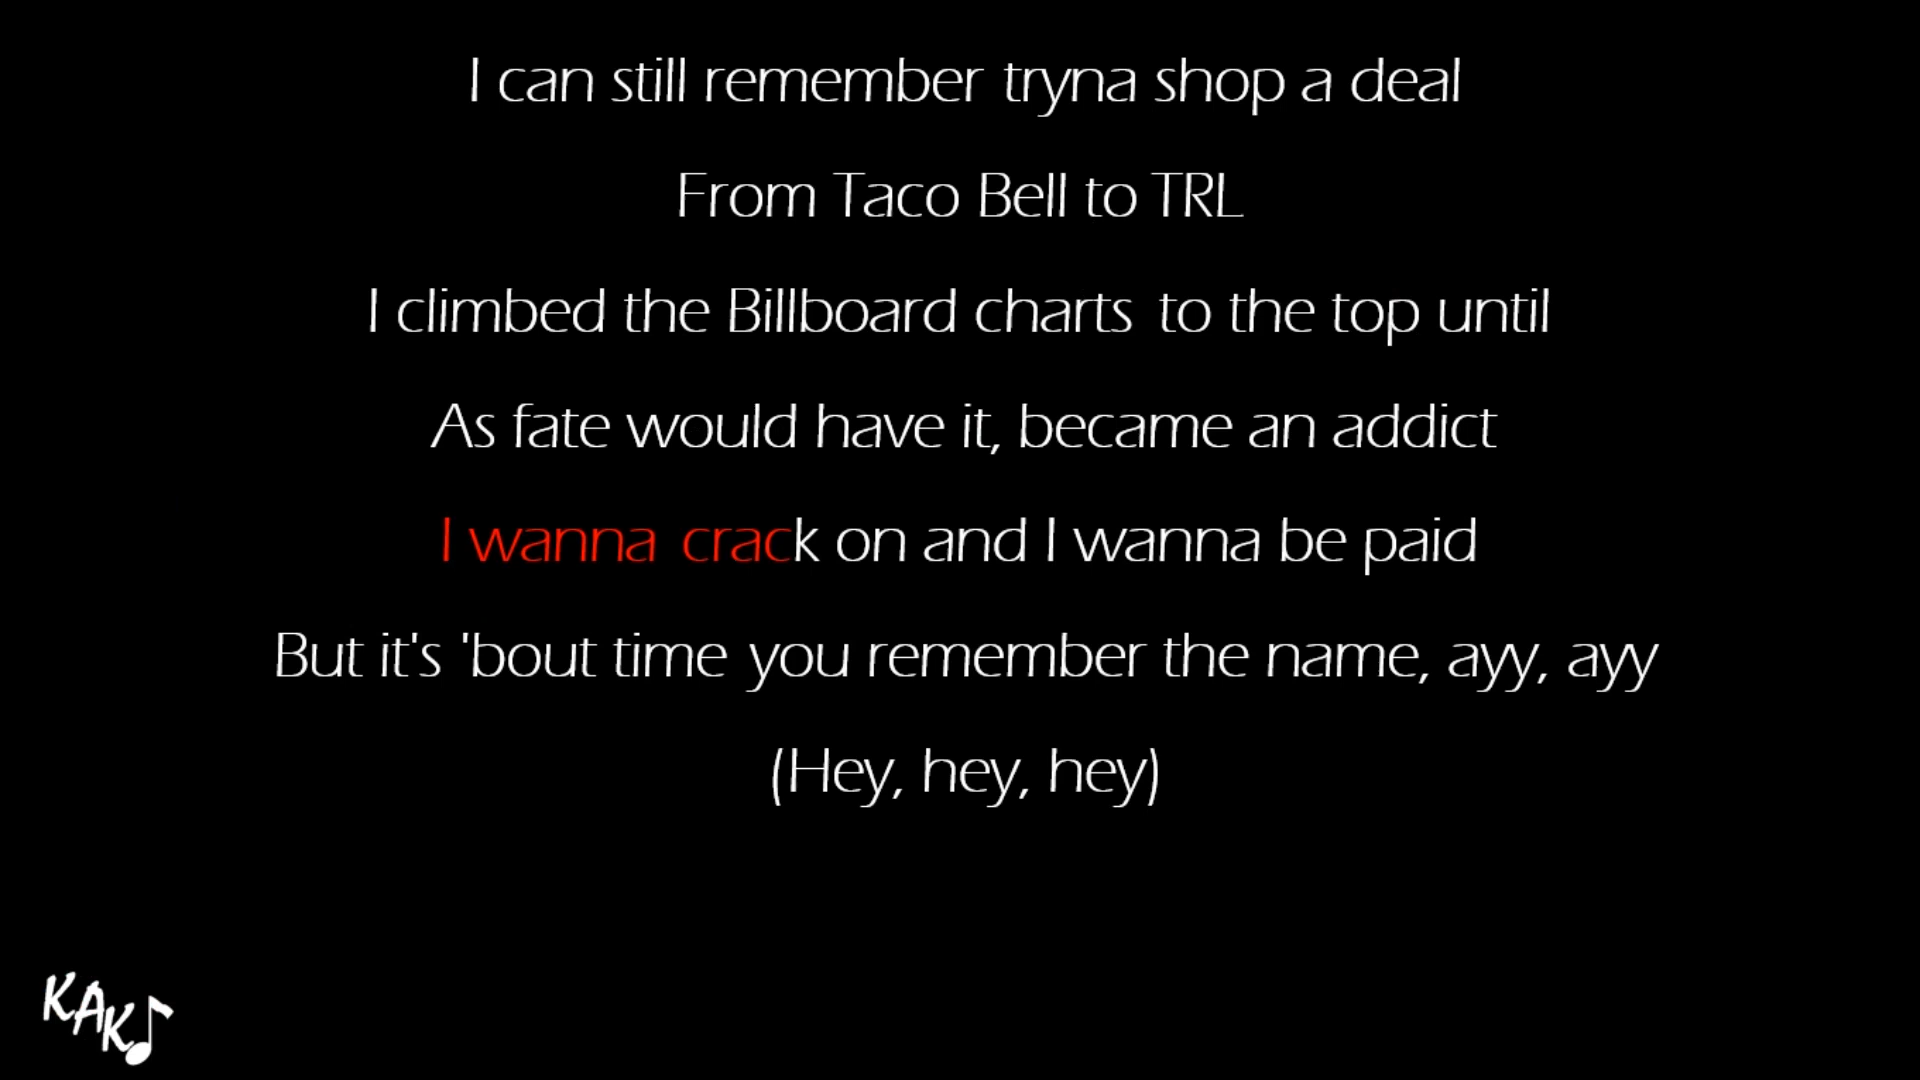 I can still remember tryna shop a deal
From Taco Bell to TRL
I climbed the Billboard charts to the top until
As fate would have it, became an addict
I wanna crack on and I wanna be paid
But it's 'bout time you remember the name, ayy, ayy
(Hey, hey, hey)
KAK